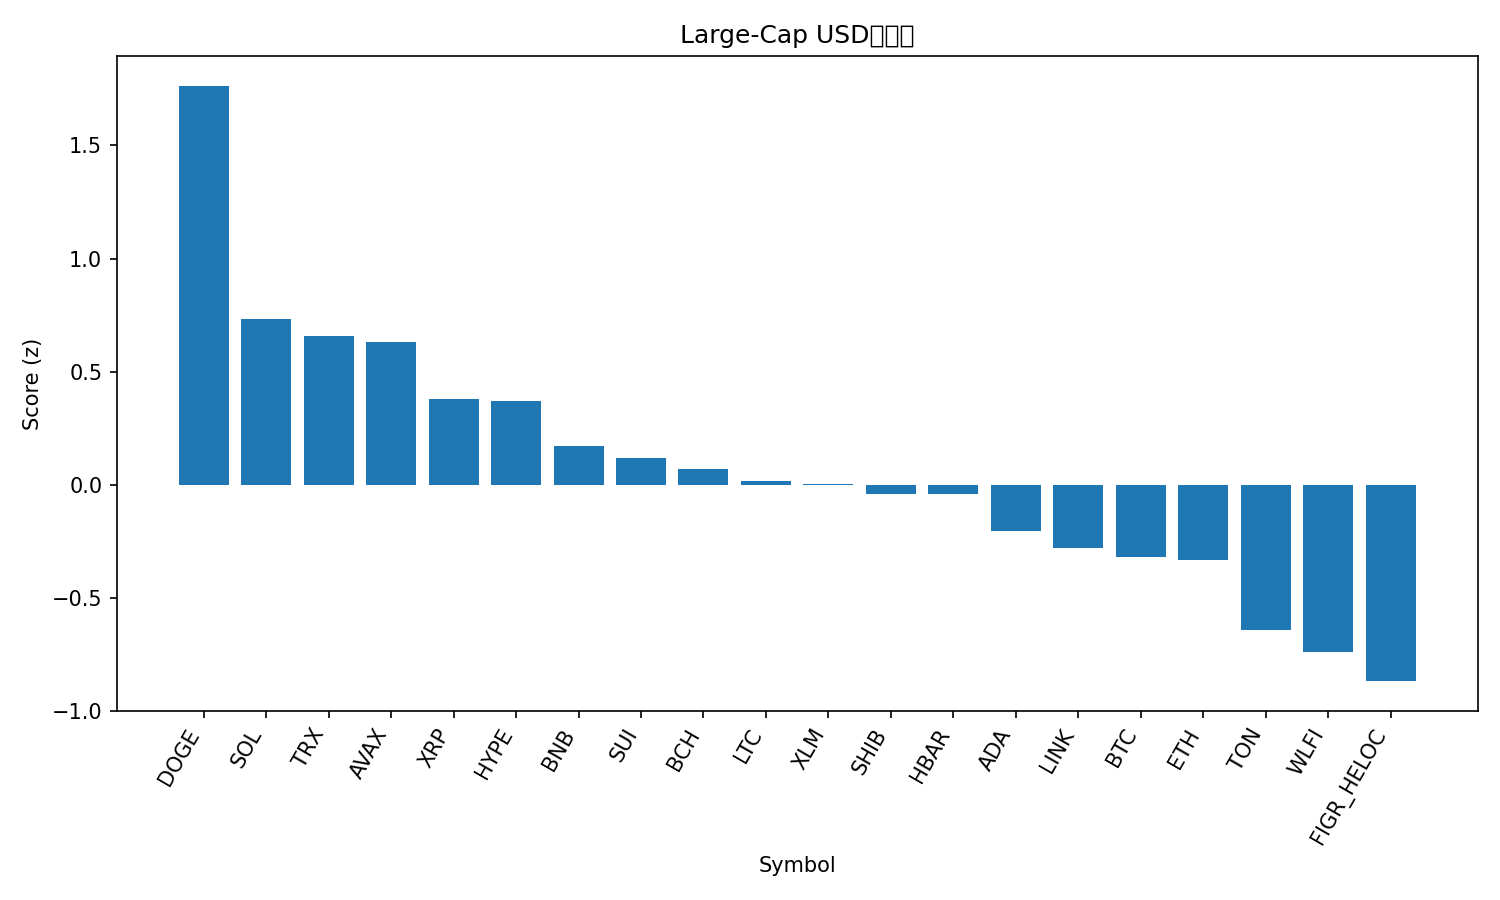 Large-Cap USD
Score (z)
1.5
1.0
0.5
0.0
−0.5
−1.0
DOGE
SOL
TRX
AVAX
XRP
HYPE
BNB
SUI
BCH
LTC
XLM
SHIB
HBAR
ADA
LINK
BTC
ETH
TON
WLFI
FIGR_HELOC
Symbol